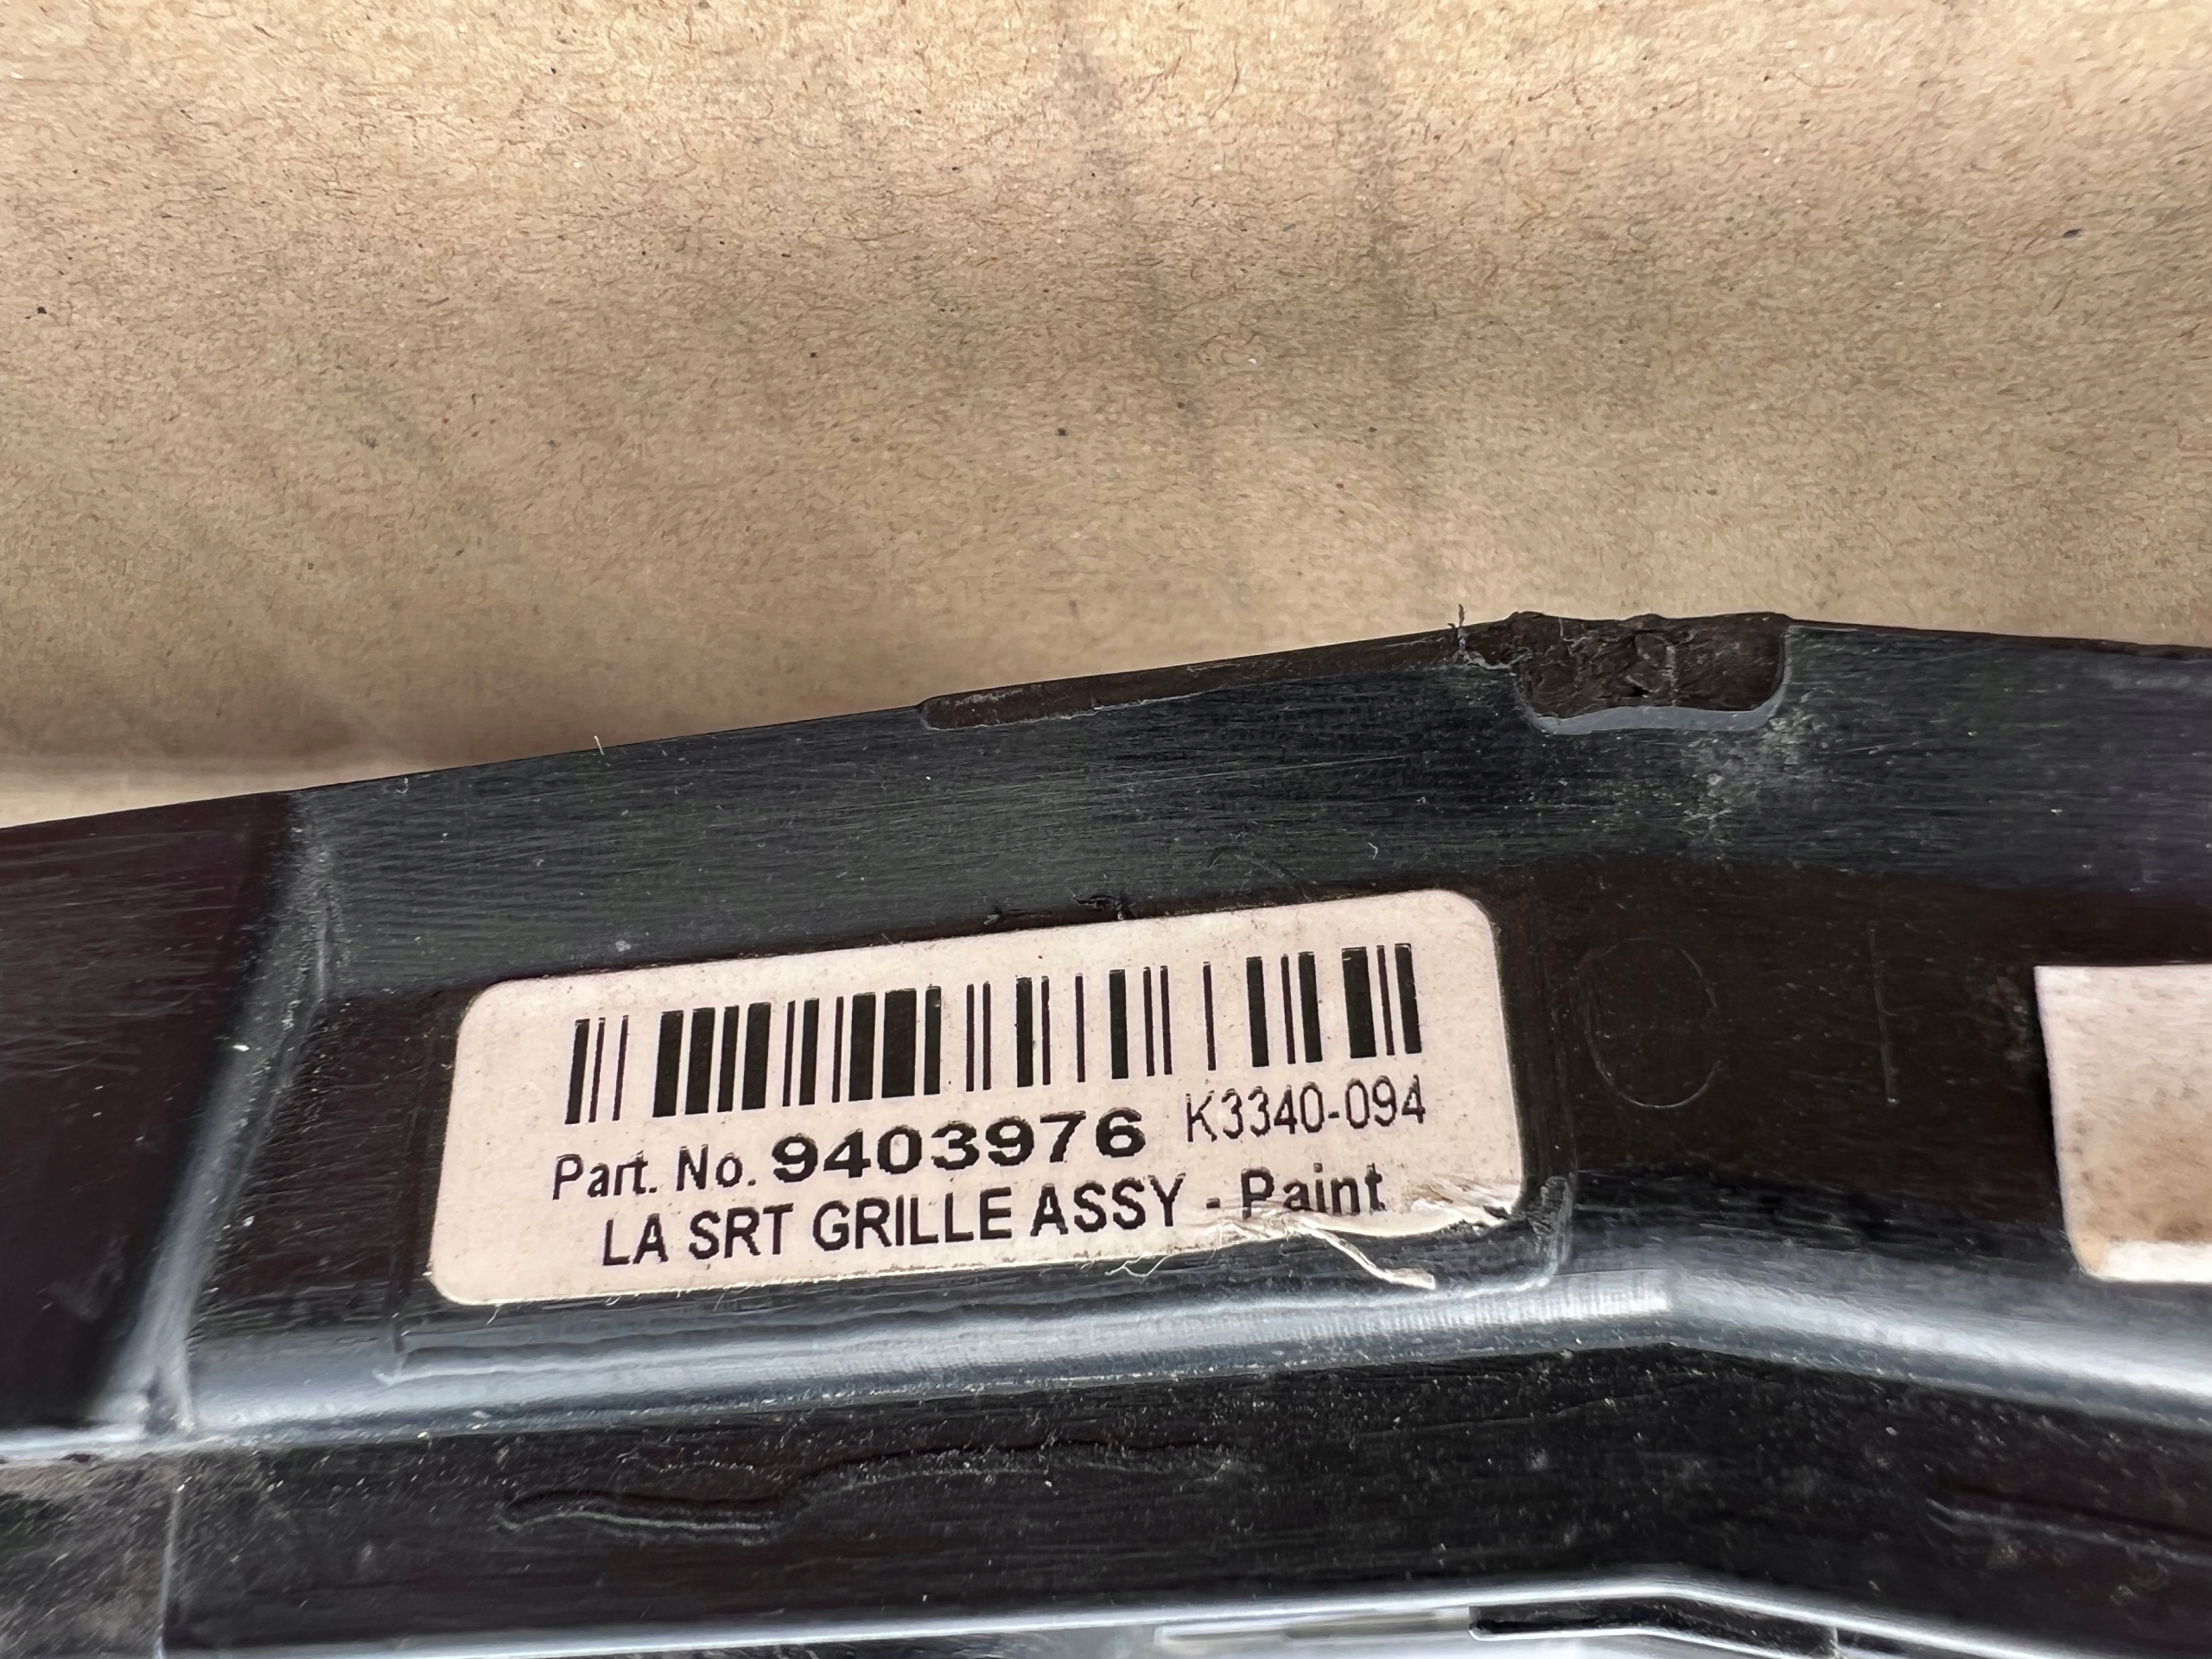 K3340-094
Part. No. 9403976
LA SRT GRILLE ASSY - Paint